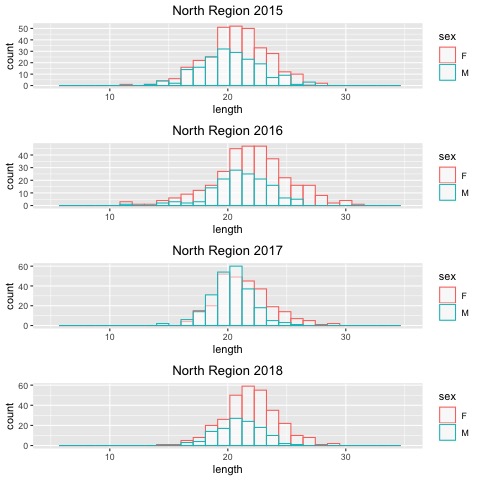 North Region 2015
50
40
30
20
10
0
count
10 20 30
length
sex
F
M
North Region 2016
40
30
20
10
0
count
10 20 30
length
sex
F
M
North Region 2017
60
40
20
0
count
10 20 30
length
sex
F
M
North Region 2018
60
40
20
0
count
10 20 30
length
sex
F
M